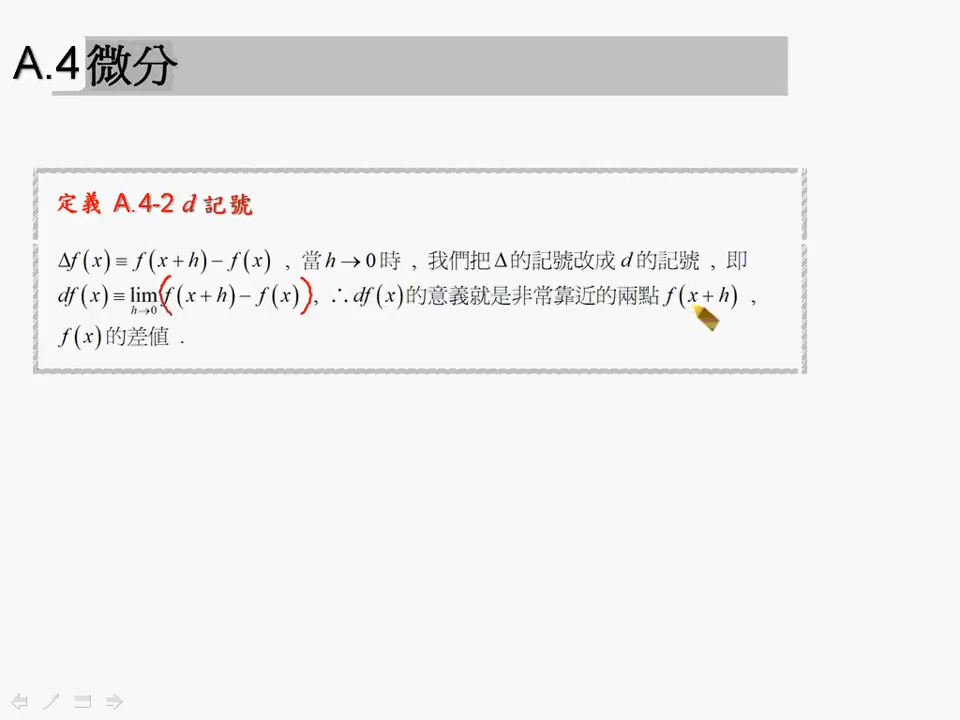 A.4 微分
定義 A.4-2 d 記號
Δf(x) ≡ f(x+h) − f(x) , 當 h→0 時 , 我們把 Δ 的記號改成 d 的記號 , 即
df(x) ≡ lim_{h→0} (f(x+h) − f(x)) , ∴ df(x) 的意義就是非常靠近的兩點 f(x+h) ,
f(x) 的差值 .